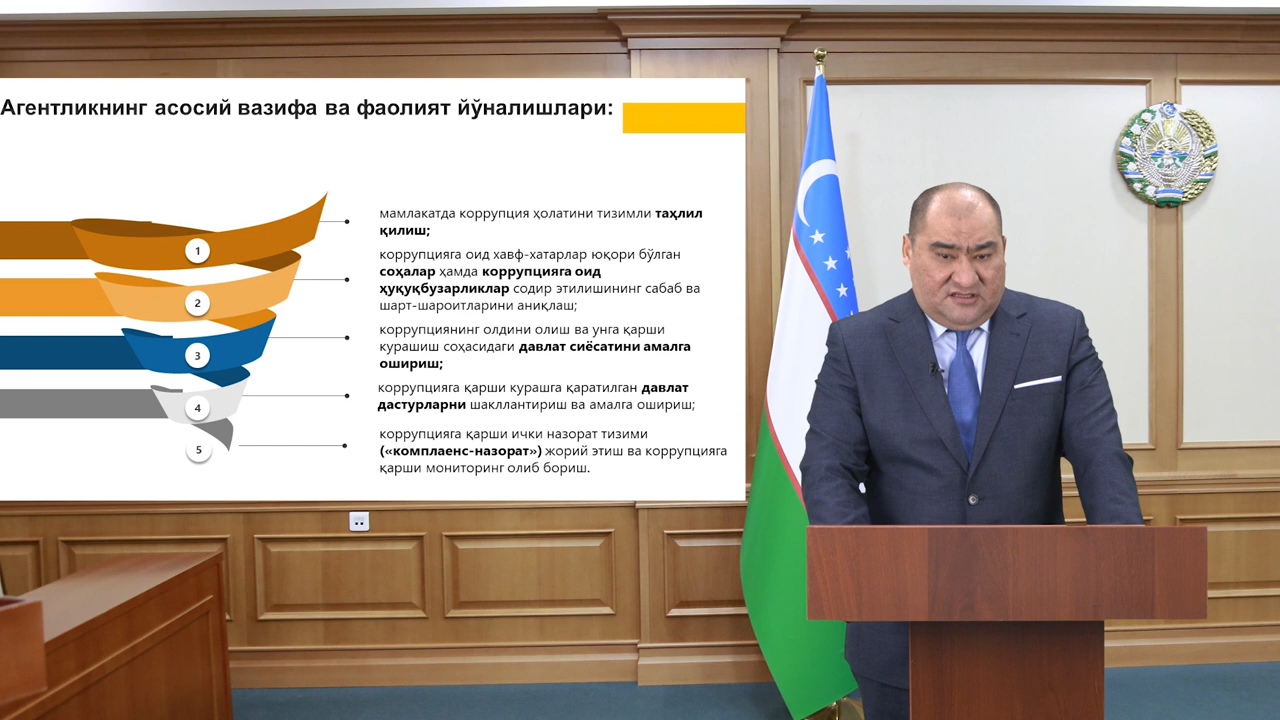 Агентликнинг асосий вазифа ва фаолият йўналишлари:
1
мамлакатда коррупция ҳолатини тизимли таҳлил
қилиш;
2
коррупцияга оид хавф-хатарлар юқори бўлган
соҳалар ҳамда коррупцияга оид
ҳуқуқбузарликлар содир этилишининг сабаб ва
шарт-шароитларини аниқлаш;
3
коррупциянинг олдини олиш ва унга қарши
курашиш соҳасидаги давлат сиёсатини амалга
ошириш;
4
коррупцияга қарши курашга қаратилган давлат
дастурларни шакллантириш ва амалга ошириш;
5
коррупцияга қарши ички назорат тизими
(«комплаенс-назорат») жорий этиш ва коррупцияга
қарши мониторинг олиб бориш.